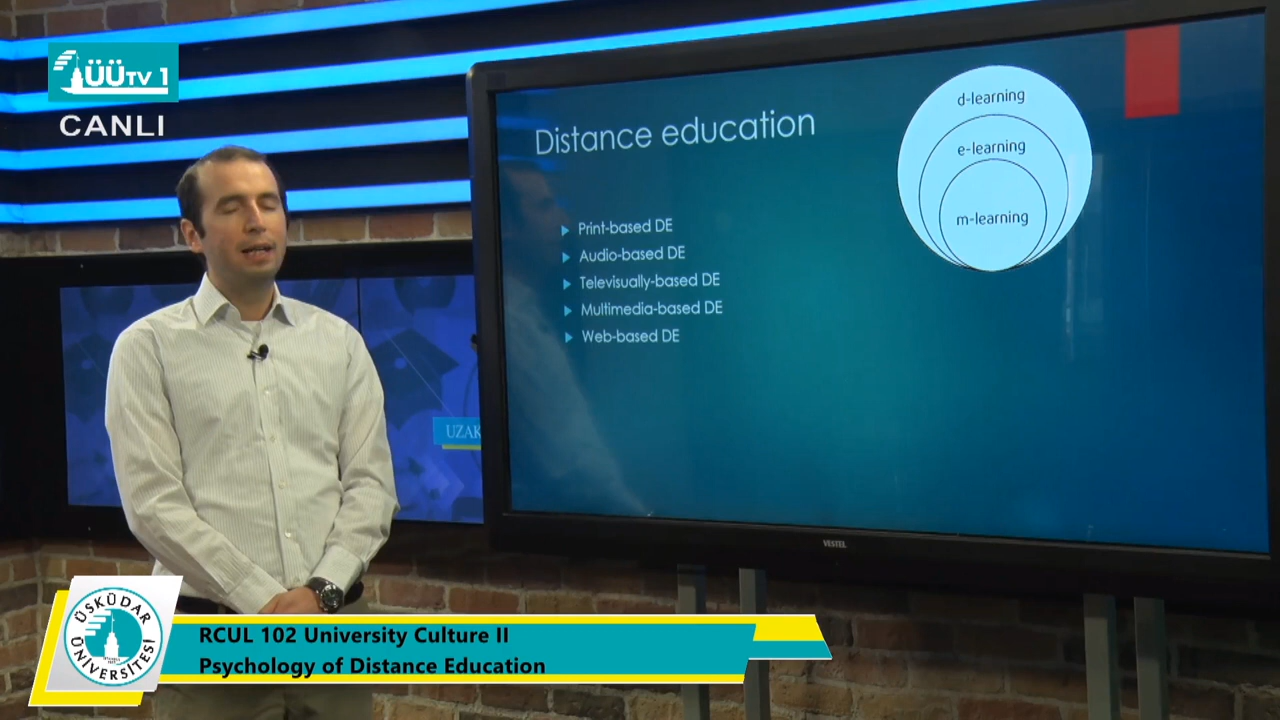 ÜÜTV 1
CANLI
Distance education
d-learning
e-learning
m-learning
Print-based DE
Audio-based DE
Televisually-based DE
Multimedia-based DE
Web-based DE
UZAK
VESTEL
ÜSKÜDAR ÜNİVERSİTESİ
RCUL 102 University Culture II
Psychology of Distance Education